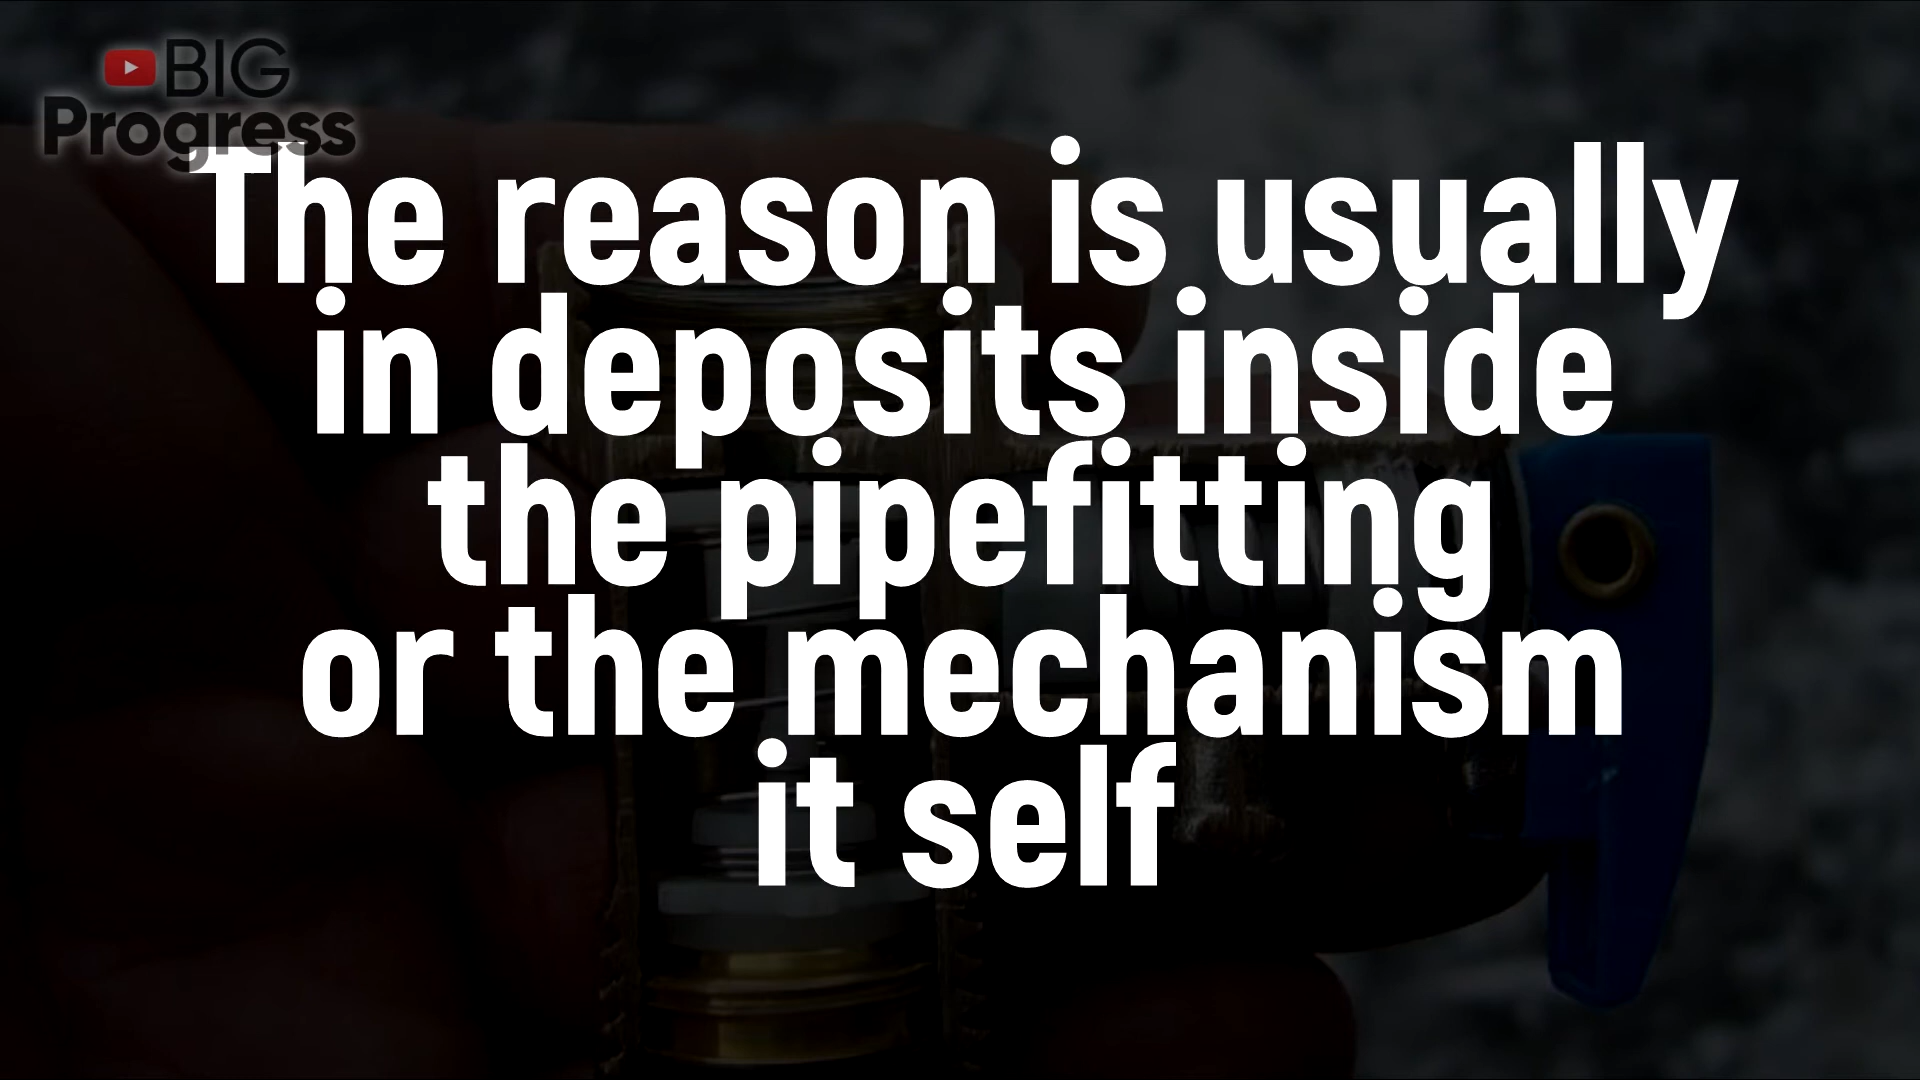 BIG
Progress
The reason is usually
in deposits inside
the pipefitting
or the mechanism
it self